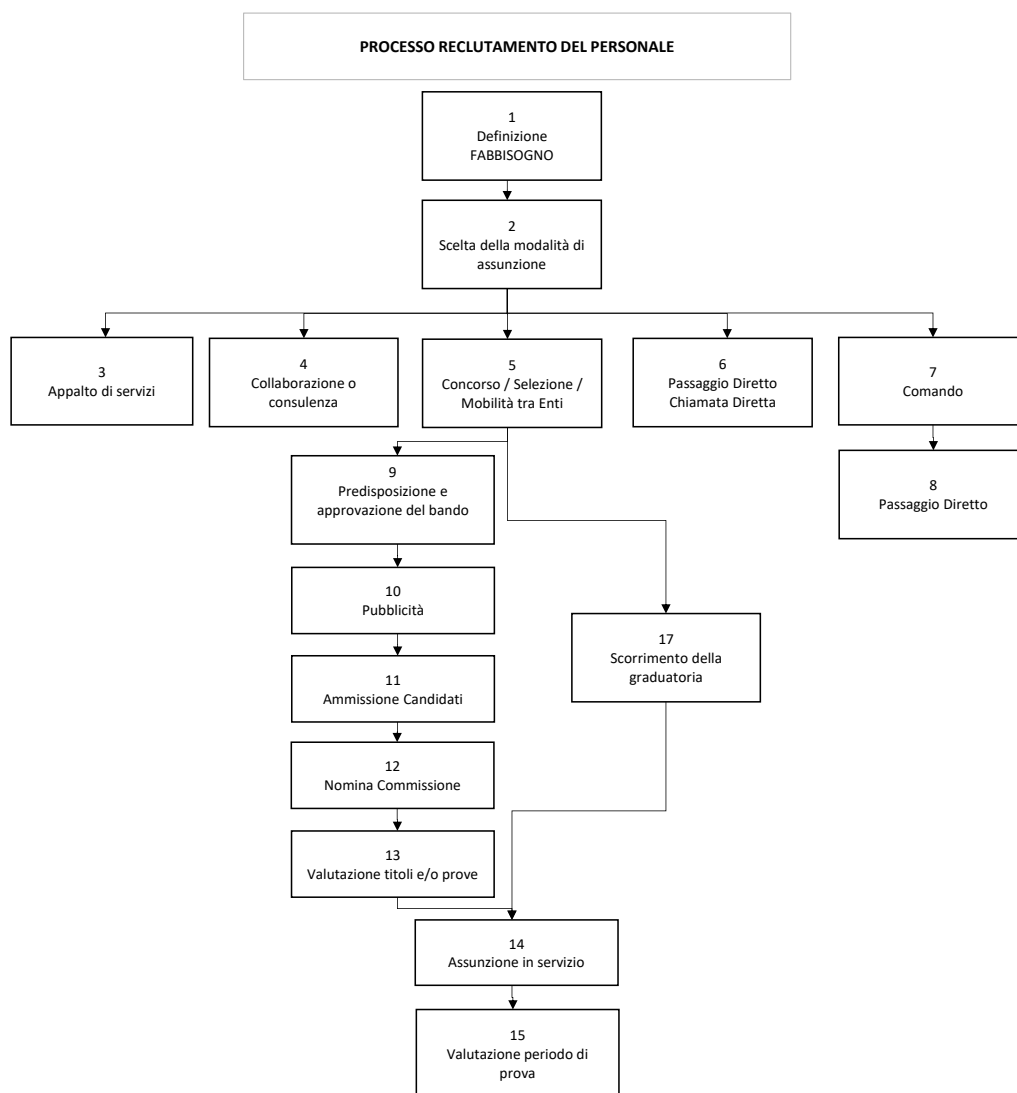 PROCESSO RECLUTAMENTO DEL PERSONALE
1
Definizione
FABBISOGNO
2
Scelta della modalità di
assunzione
3
Appalto di servizi
4
Collaborazione o
consulenza
5
Concorso / Selezione /
Mobilità tra Enti
6
Passaggio Diretto
Chiamata Diretta
7
Comando
8
Passaggio Diretto
9
Predisposizione e
approvazione del bando
10
Pubblicità
11
Ammissione Candidati
12
Nomina Commissione
13
Valutazione titoli e/o prove
17
Scorrimento della
graduatoria
14
Assunzione in servizio
15
Valutazione periodo di
prova